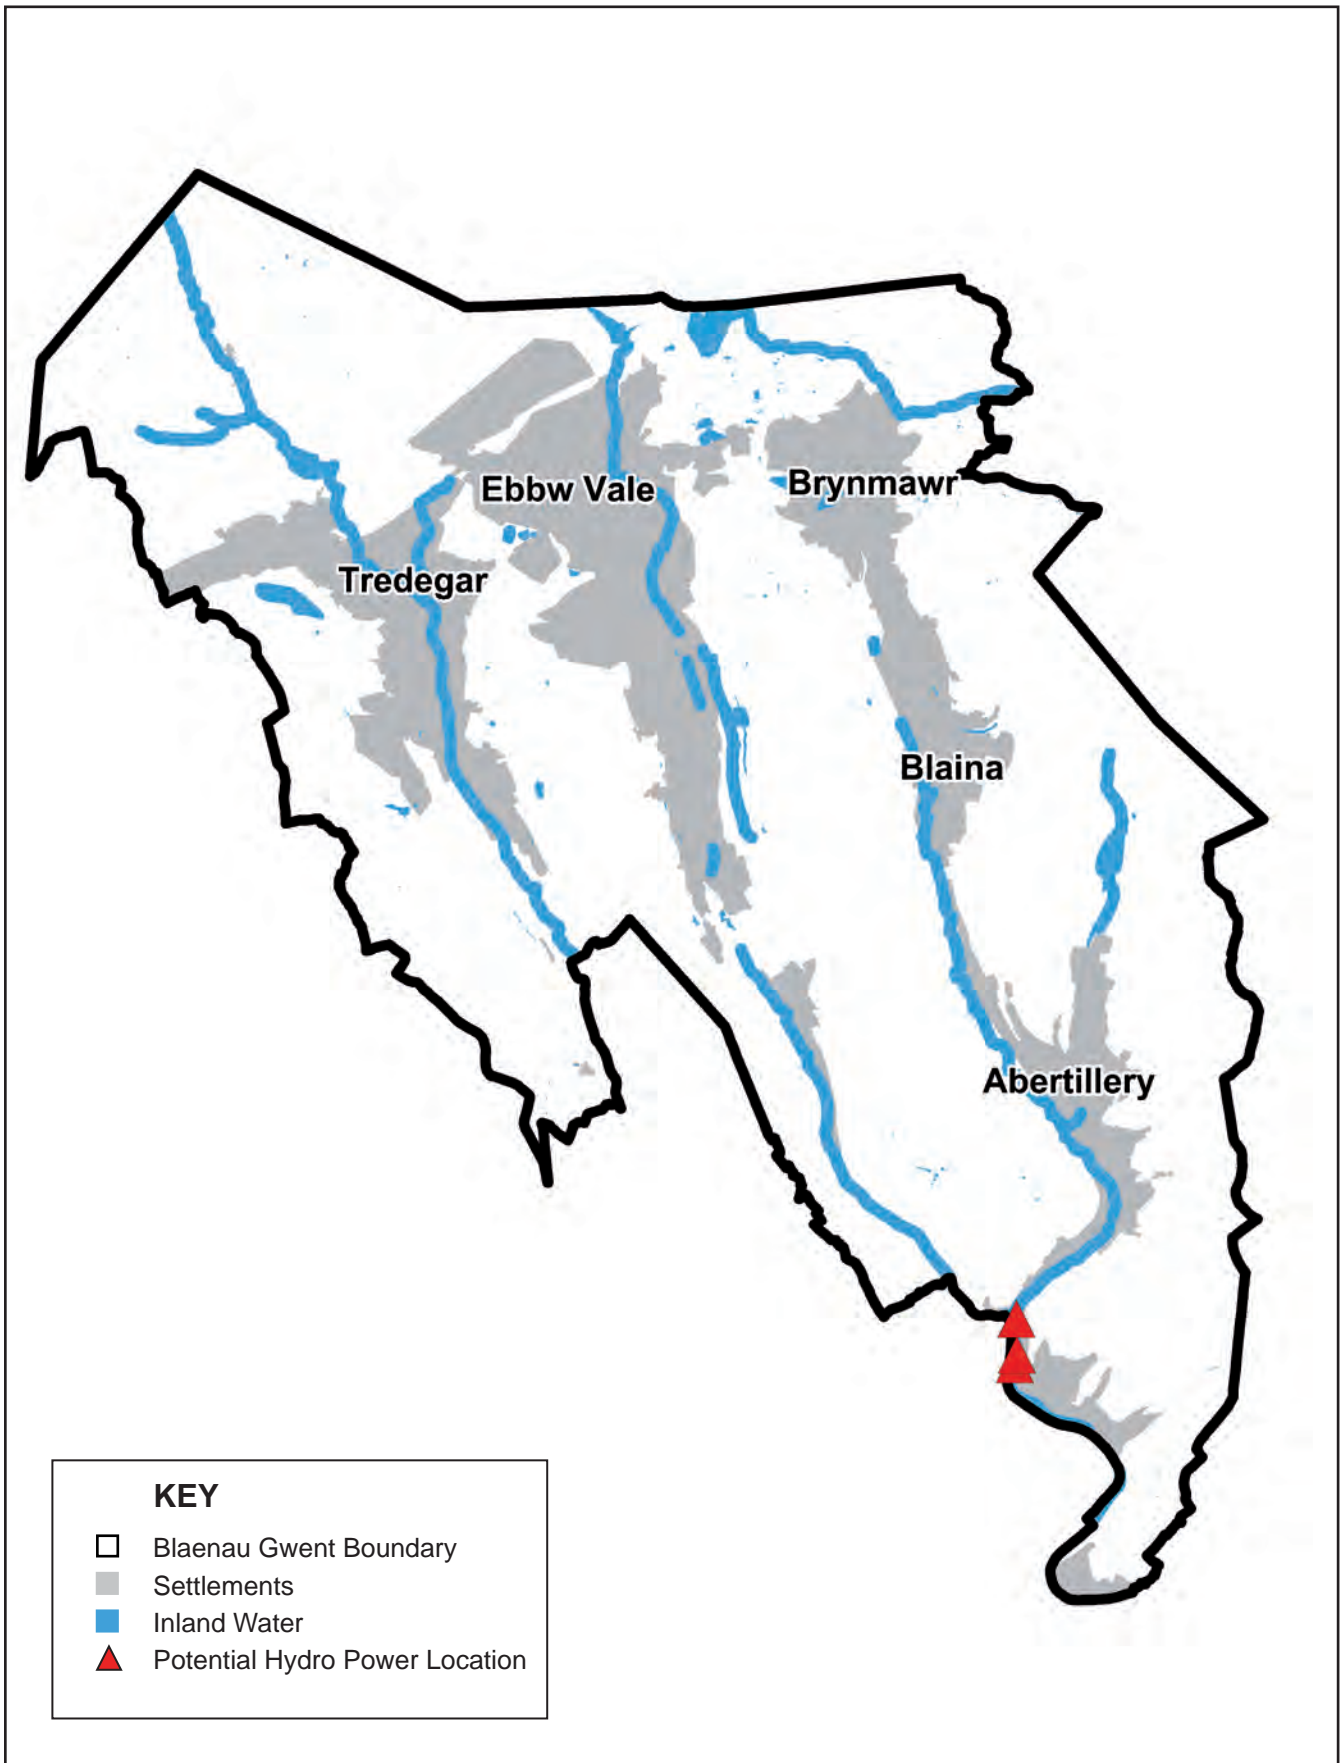 Ebbw Vale
Brynmawr
Tredegar
Blaina
Abertillery
KEY
Blaenau Gwent Boundary
Settlements
Inland Water
Potential Hydro Power Location